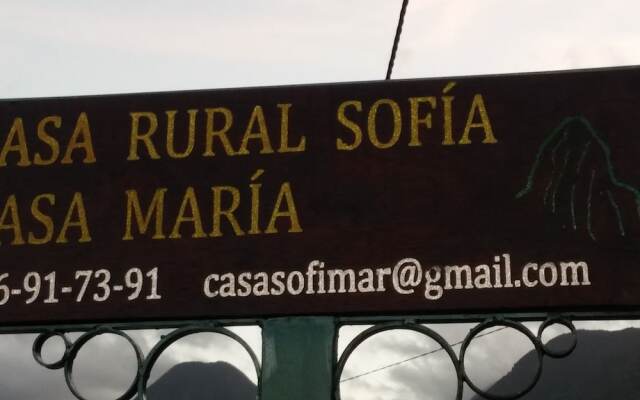 ASA RURAL SOFÍA
ASA MARÍA
6-91-73-91 casasofimar@gmail.com